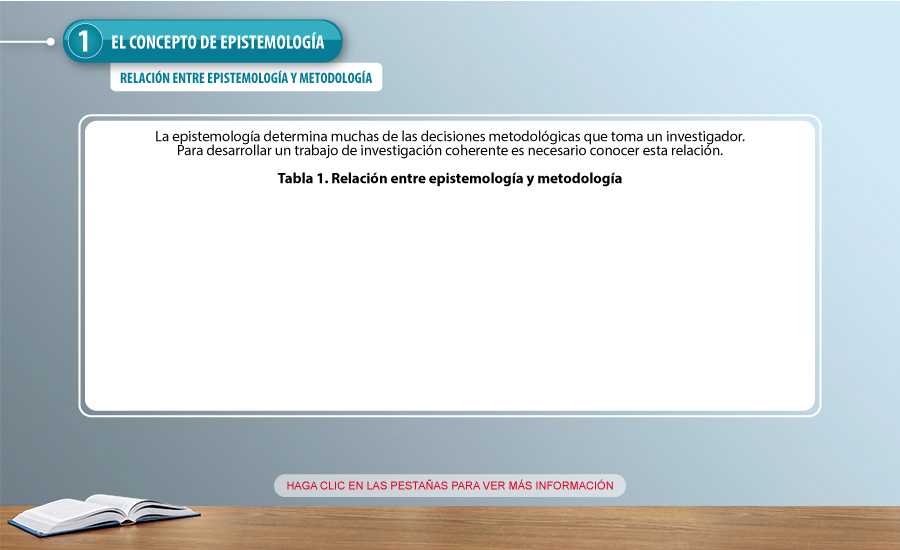 1 EL CONCEPTO DE EPISTEMOLOGÍA
RELACIÓN ENTRE EPISTEMOLOGÍA Y METODOLOGÍA
La epistemología determina muchas de las decisiones metodológicas que toma un investigador.
Para desarrollar un trabajo de investigación coherente es necesario conocer esta relación.
Tabla 1. Relación entre epistemología y metodología
HAGA CLIC EN LAS PESTAÑAS PARA VER MÁS INFORMACIÓN